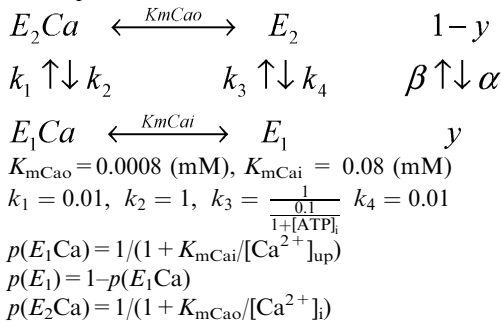 E₂Ca ⟷ KmCao E₂ 1 − y
k₁ ↑↓ k₂ k₃ ↑↓ k₄ β ↑↓ α
E₁Ca ⟷ KmCai E₁ y
K_mCao = 0.0008 (mM), K_mCai = 0.08 (mM)
k₁ = 0.01, k₂ = 1, k₃ = 1/(0.1/(1+[ATP]ᵢ)) k₄ = 0.01
p(E₁Ca) = 1/(1 + K_mCai/[Ca²⁺]_up)
p(E₁) = 1–p(E₁Ca)
p(E₂Ca) = 1/(1 + K_mCao/[Ca²⁺]ᵢ)